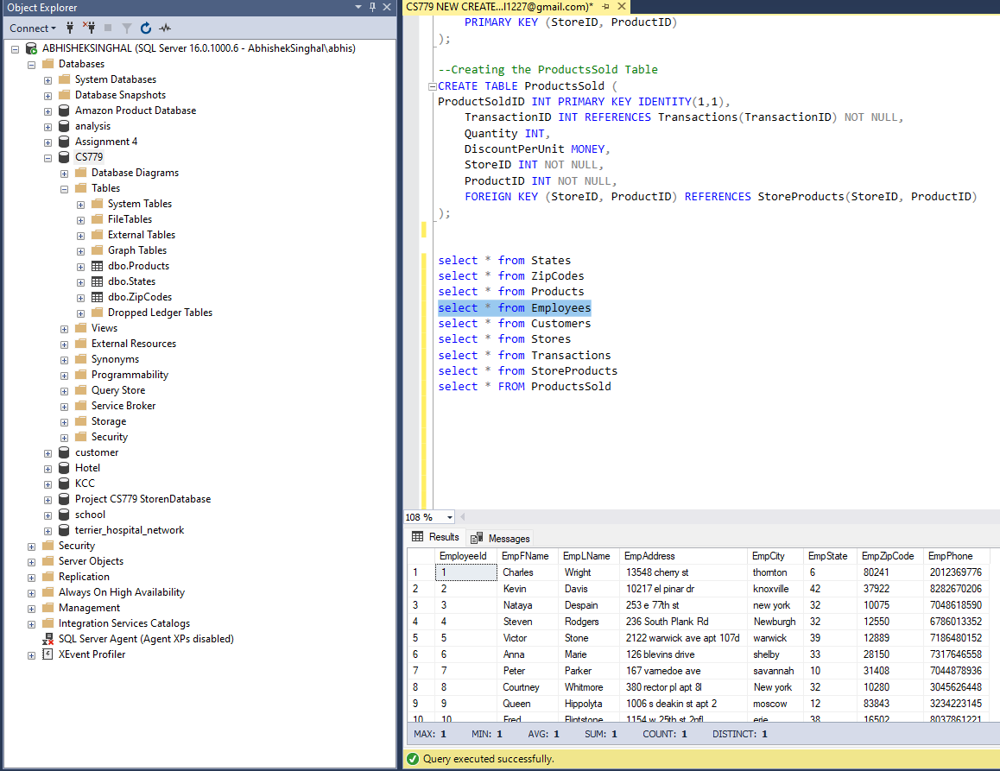 Object Explorer
Connect
ABHISHEKSINGHAL (SQL Server 16.0.1000.6 - AbhishekSinghal\abhis)
Databases
System Databases
Database Snapshots
Amazon Product Database
analysis
Assignment 4
CS779
Database Diagrams
Tables
System Tables
FileTables
External Tables
Graph Tables
dbo.Products
dbo.States
dbo.ZipCodes
Dropped Ledger Tables
Views
External Resources
Synonyms
Programmability
Query Store
Service Broker
Storage
Security
customer
Hotel
KCC
Project CS779 StorenDatabase
school
terrier_hospital_network
Security
Server Objects
Replication
Always On High Availability
Management
Integration Services Catalogs
SQL Server Agent (Agent XPs disabled)
XEvent Profiler
CS779 NEW CREATE...l1227@gmail.com)*
PRIMARY KEY (StoreID, ProductID)
);
--Creating the ProductsSold Table
CREATE TABLE ProductsSold (
ProductSoldID INT PRIMARY KEY IDENTITY(1,1),
TransactionID INT REFERENCES Transactions(TransactionID) NOT NULL,
Quantity INT,
DiscountPerUnit MONEY,
StoreID INT NOT NULL,
ProductID INT NOT NULL,
FOREIGN KEY (StoreID, ProductID) REFERENCES StoreProducts(StoreID, ProductID)
);
select * from States
select * from ZipCodes
select * from Products
select * from Employees
select * from Customers
select * from Stores
select * from Transactions
select * from StoreProducts
select * FROM ProductsSold
108 %
Results Messages
EmployeeId EmpFName EmpLName EmpAddress EmpCity EmpState EmpZipCode EmpPhone
1 1 Charles Wright 13548 cherry st thornton 6 80241 2012369776
2 2 Kevin Davis 10217 el pinar dr knoxville 42 37922 8282670206
3 3 Nataya Despain 253 e 77th st new york 32 10075 7048618590
4 4 Steven Rodgers 236 South Plank Rd Newburgh 32 12550 6786013352
5 5 Victor Stone 2122 warwick ave apt 107d warwick 39 12889 7186480152
6 6 Anna Marie 126 blevins drive shelby 33 28150 7317646558
7 7 Peter Parker 167 varnedoe ave savannah 10 31408 7044878936
8 8 Courtney Whitmore 380 rector pl apt 8l New york 32 10280 3045626448
9 9 Queen Hippolyta 1006 s deakin st apt 2 moscow 12 83843 3234223145
10 10 Fred Flintstone 1154 w 25th st 2nfl erie 38 16502 8037861221
MAX: 1 MIN: 1 AVG: 1 SUM: 1 COUNT: 1 DISTINCT: 1
Query executed successfully.